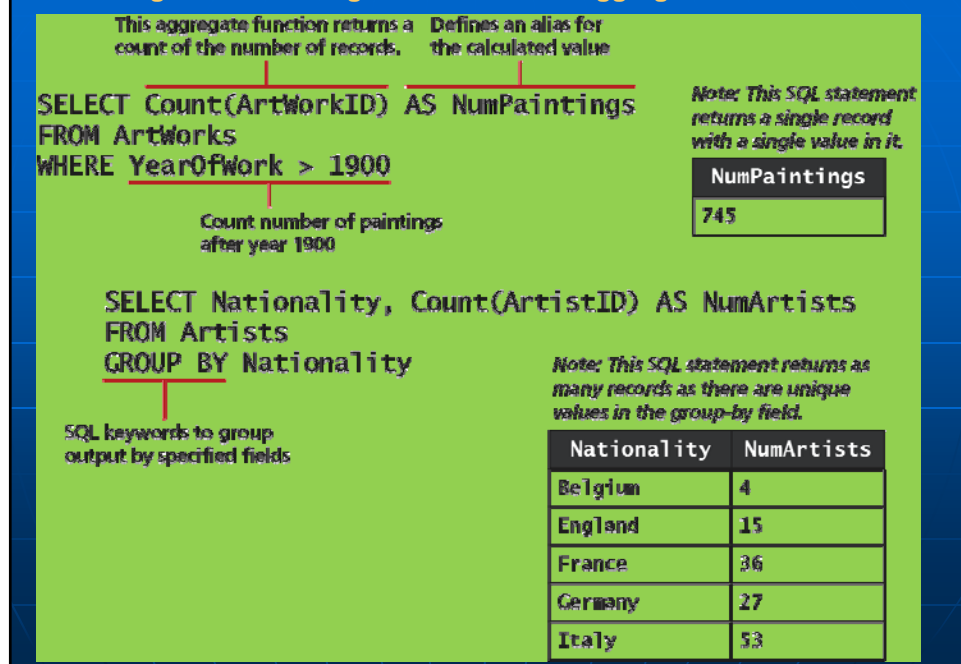 This aggregate function returns a
count of the number of records.
Defines an alias for
the calculated value
SELECT Count(ArtWorkID) AS NumPaintings
FROM ArtWorks
WHERE YearOfWork > 1900
Count number of paintings
after year 1900
Note: This SQL statement
returns a single record
with a single value in it.
NumPaintings
745
SELECT Nationality, Count(ArtistID) AS NumArtists
FROM Artists
GROUP BY Nationality
SQL keywords to group
output by specified fields
Note: This SQL statement returns as
many records as there are unique
values in the group-by field.
Nationality NumArtists
Belgium 4
England 15
France 36
Germany 27
Italy 53